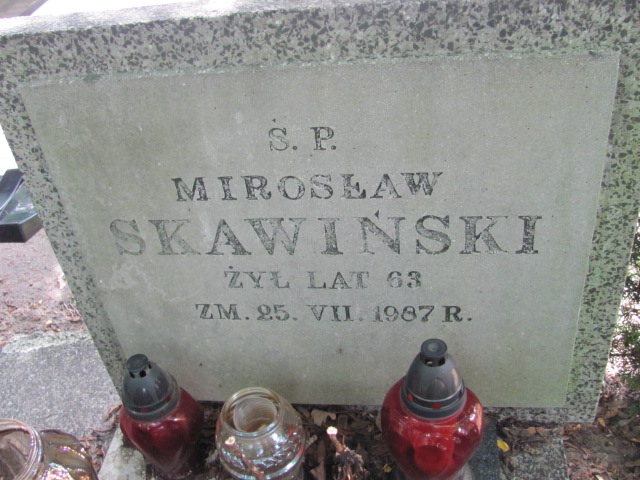 Ś. P.
MIROSŁAW
SKAWIŃSKI
ŻYŁ LAT 63
ZM. 25. VII. 1987 R.